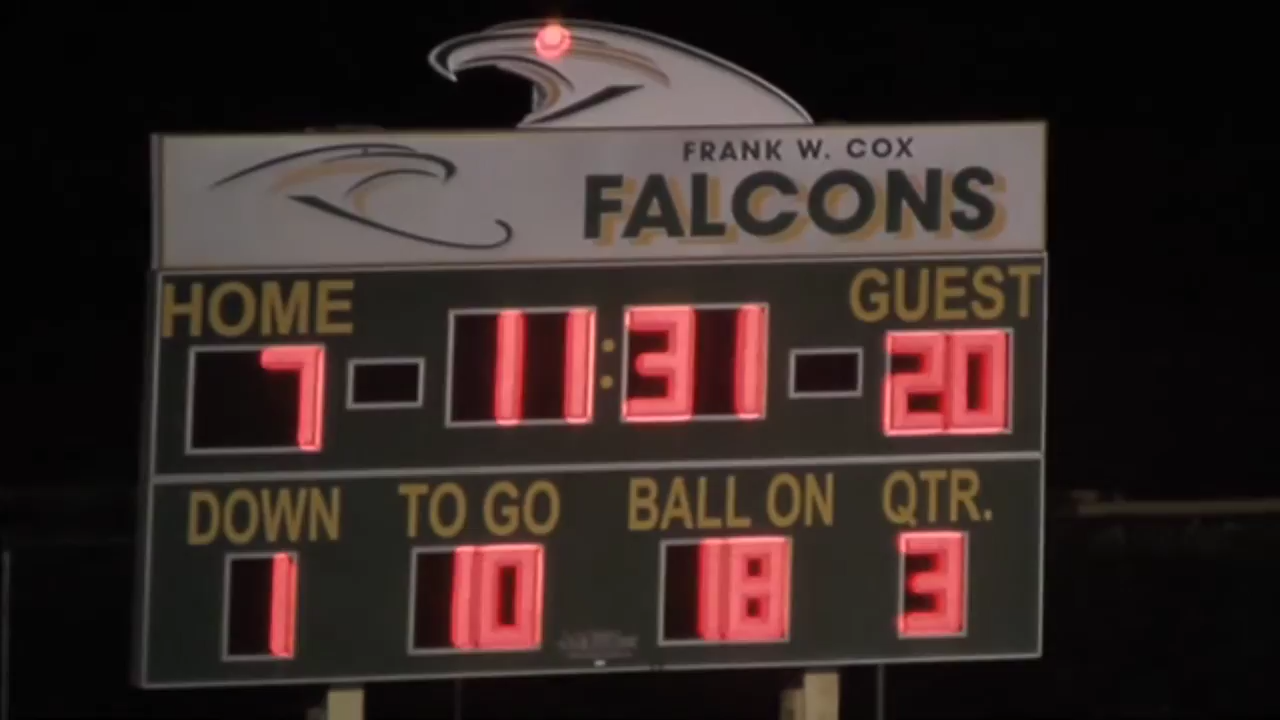 FRANK W. COX
FALCONS
HOME
GUEST
7
11:31
20
DOWN
TO GO
BALL ON
QTR.
1
10
18
3